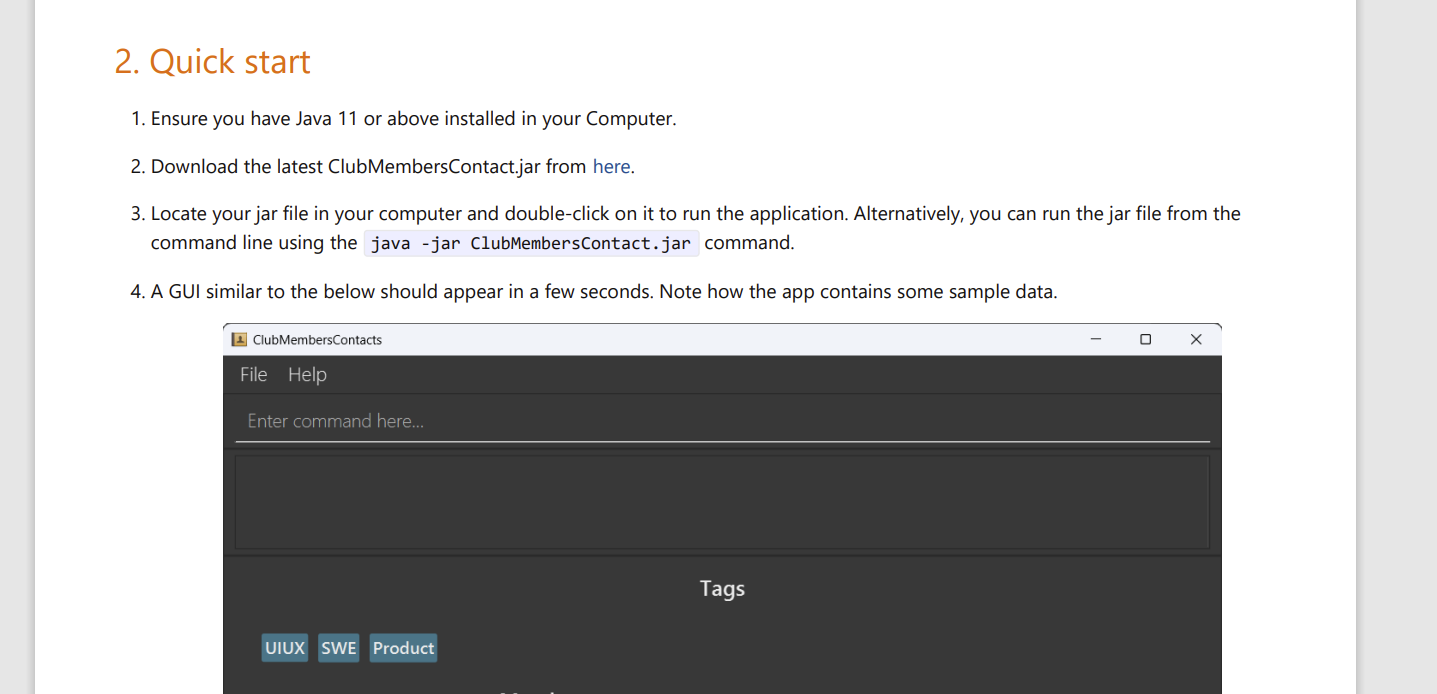 2. Quick start
1. Ensure you have Java 11 or above installed in your Computer.
2. Download the latest ClubMembersContact.jar from here.
3. Locate your jar file in your computer and double-click on it to run the application. Alternatively, you can run the jar file from the
command line using the java -jar ClubMembersContact.jar command.
4. A GUI similar to the below should appear in a few seconds. Note how the app contains some sample data.
ClubMembersContacts
File Help
Enter command here...
Tags
UIUX SWE Product